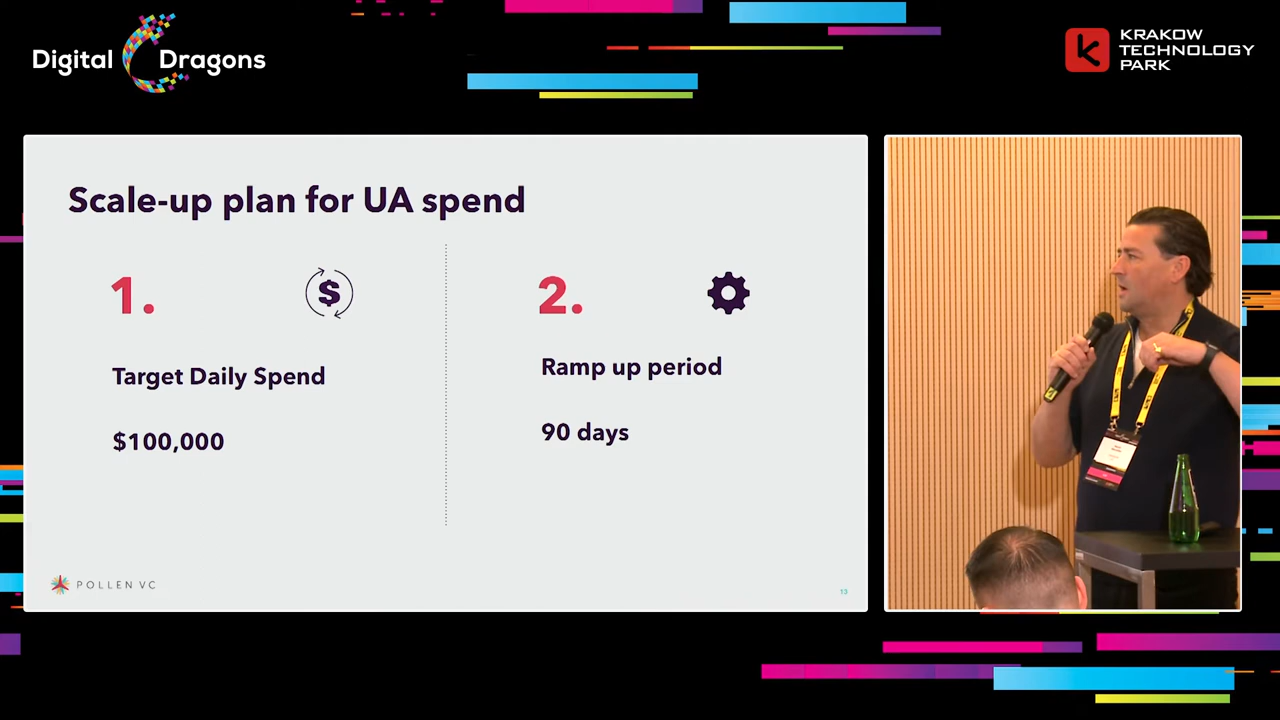 Digital Dragons
KRAKOW
TECHNOLOGY
PARK
Scale-up plan for UA spend
1.
$
2.
Target Daily Spend
$100,000
Ramp up period
90 days
POLLEN VC
13